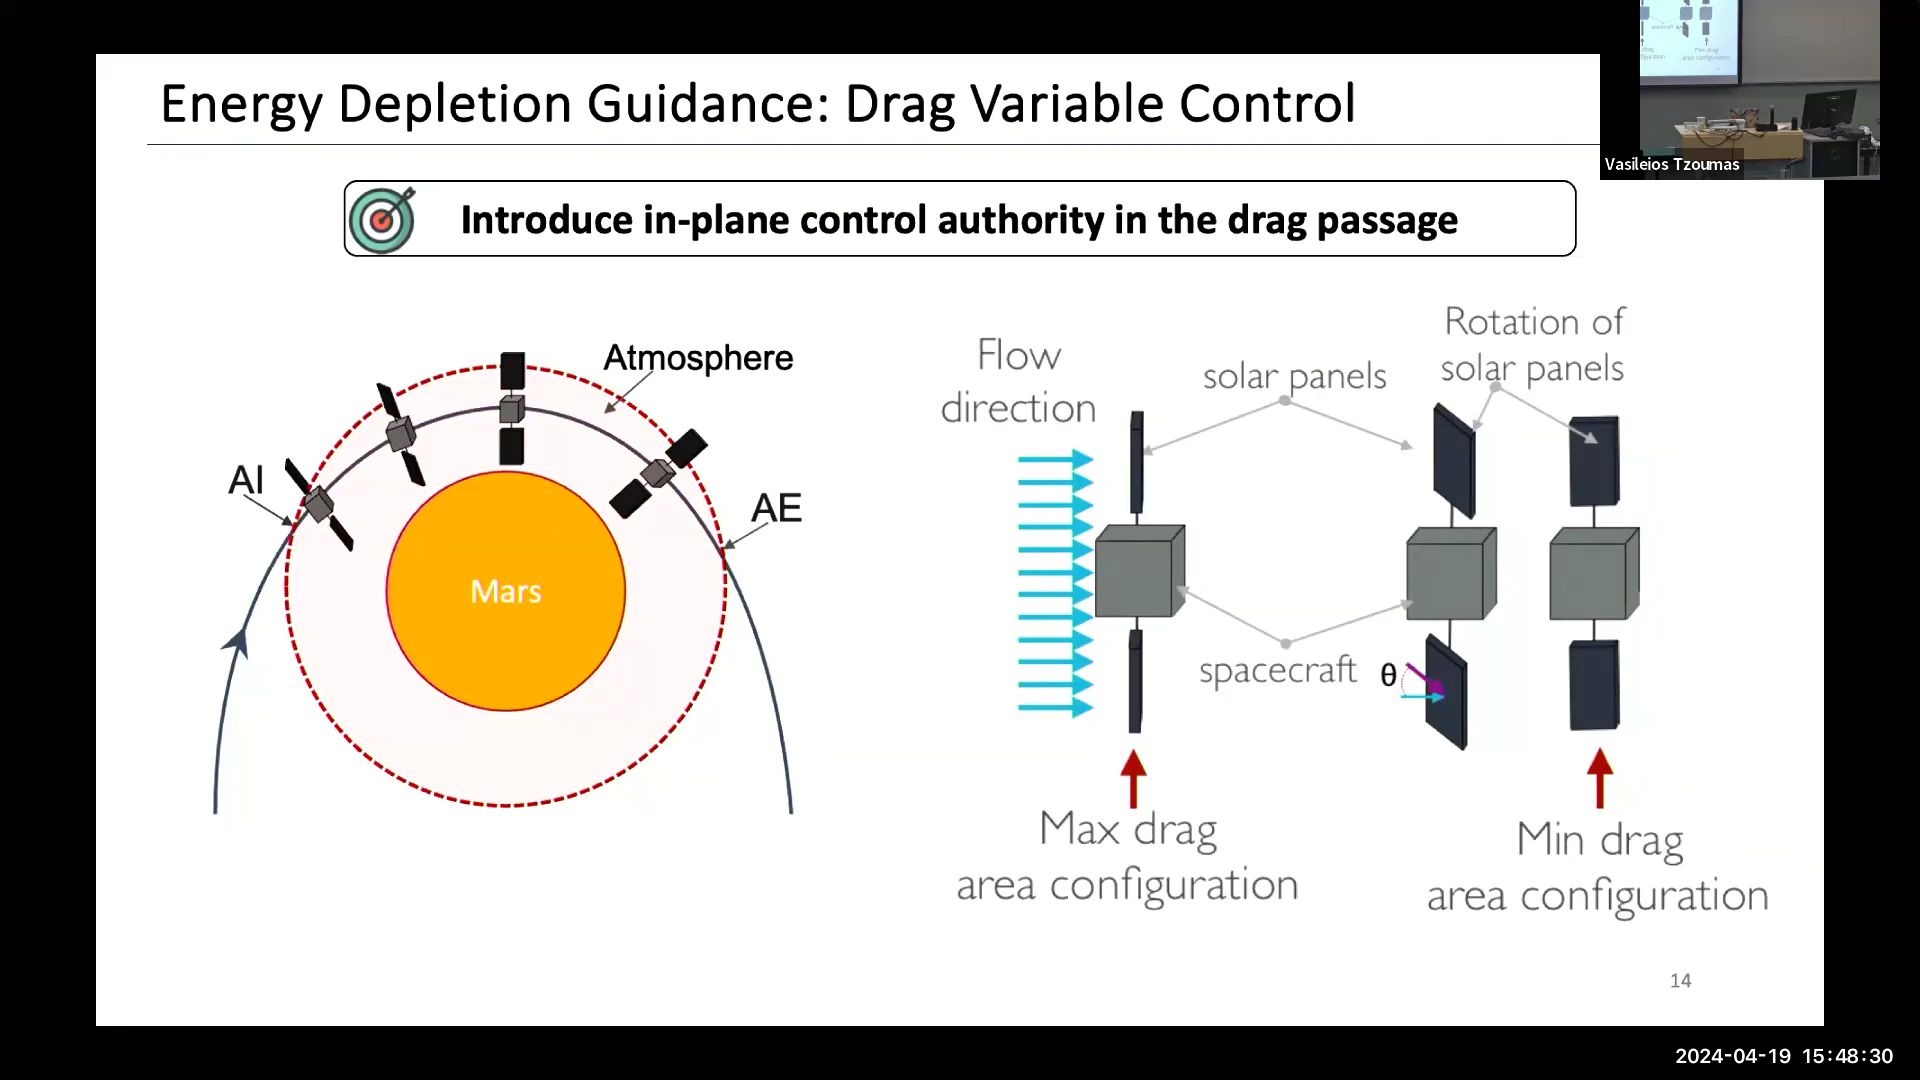 Energy Depletion Guidance: Drag Variable Control
Vasileios Tzoumas
Introduce in-plane control authority in the drag passage
Atmosphere
AI
AE
Mars
Flow
direction
solar panels
Rotation of
solar panels
spacecraft
θ
Max drag
area configuration
Min drag
area configuration
14
2024-04-19 15:48:30